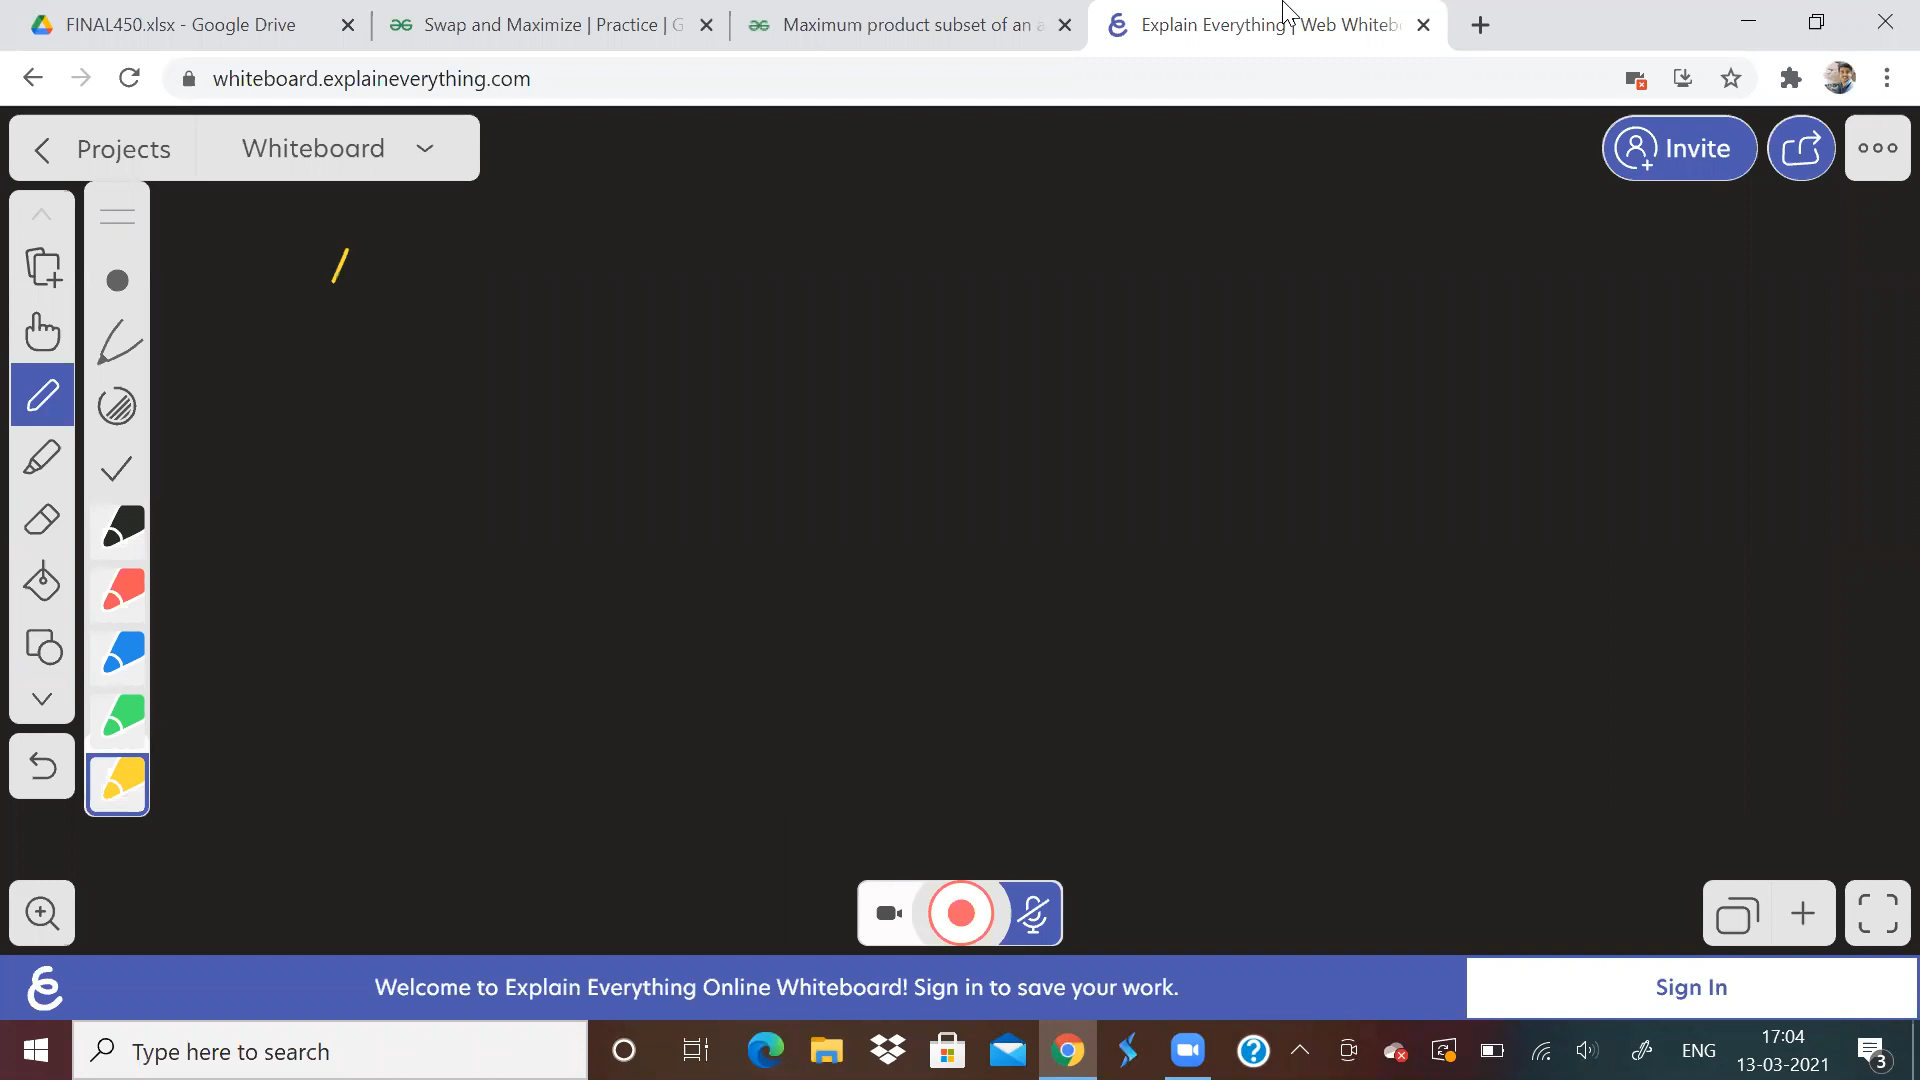 FINAL450.xlsx - Google Drive
Swap and Maximize | Practice | G
Maximum product subset of an a
Explain Everything | Web Whitebo
whiteboard.explaineverything.com
Projects
Whiteboard
Invite
Welcome to Explain Everything Online Whiteboard! Sign in to save your work.
Sign In
Type here to search
ENG
17:04
13-03-2021
3